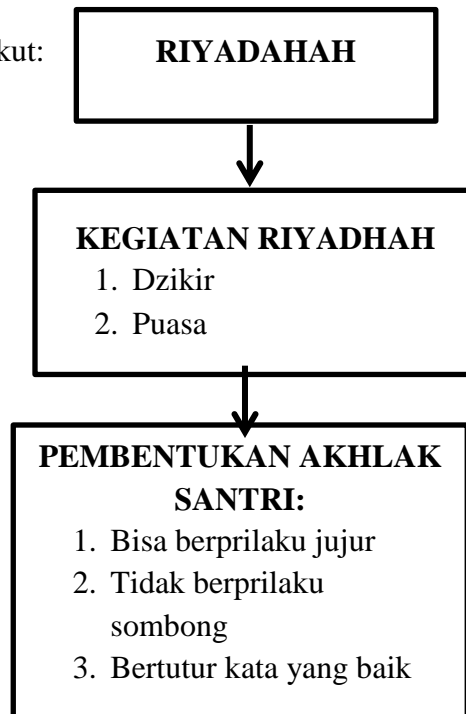 kut:
RIYADAHAH
KEGIATAN RIYADHAH
1. Dzikir
2. Puasa
PEMBENTUKAN AKHLAK
SANTRI:
1. Bisa berprilaku jujur
2. Tidak berprilaku
sombong
3. Bertutur kata yang baik